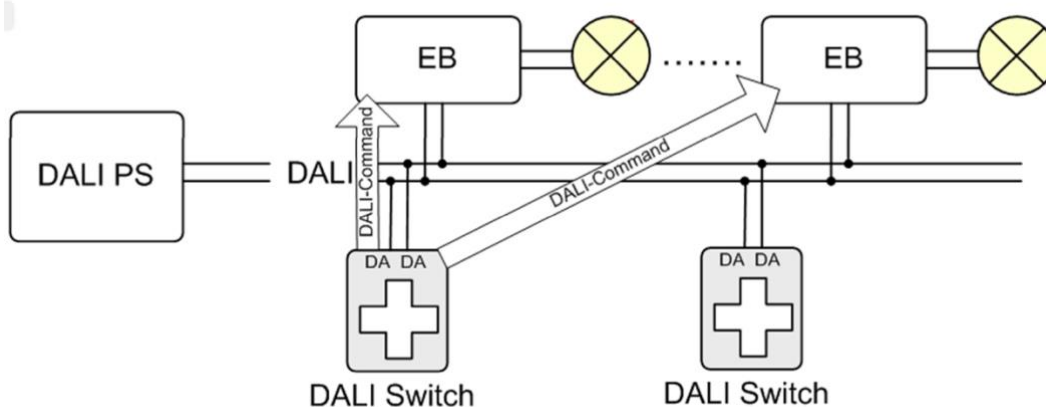 EB
EB
DALI PS
DALI
DALI-Command
DALI-Command
DA DA
DA DA
DALI Switch
DALI Switch